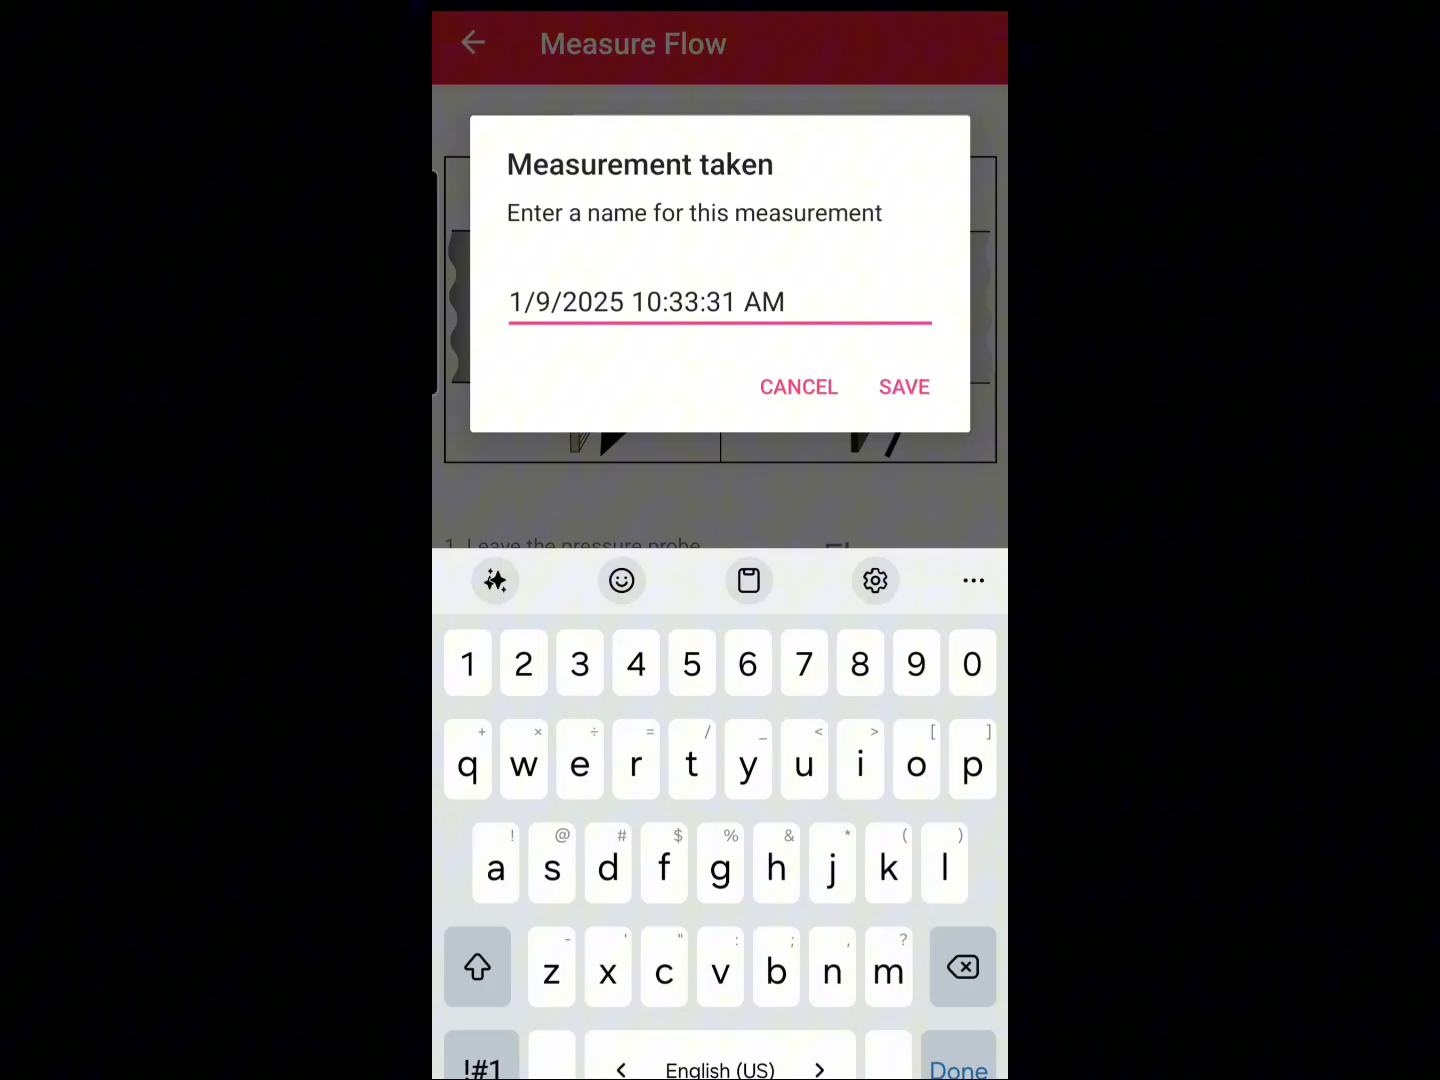 Measure Flow
Measurement taken
Enter a name for this measurement
1/9/2025 10:33:31 AM
CANCEL SAVE
1. Leave the pressure probe
1 2 3 4 5 6 7 8 9 0
+ × ÷ = / _ < > [ ]
q w e r t y u i o p
! @ # $ % & * ( )
a s d f g h j k l
- ' " : ; , ?
z x c v b n m
!#1 < English (US) > Done